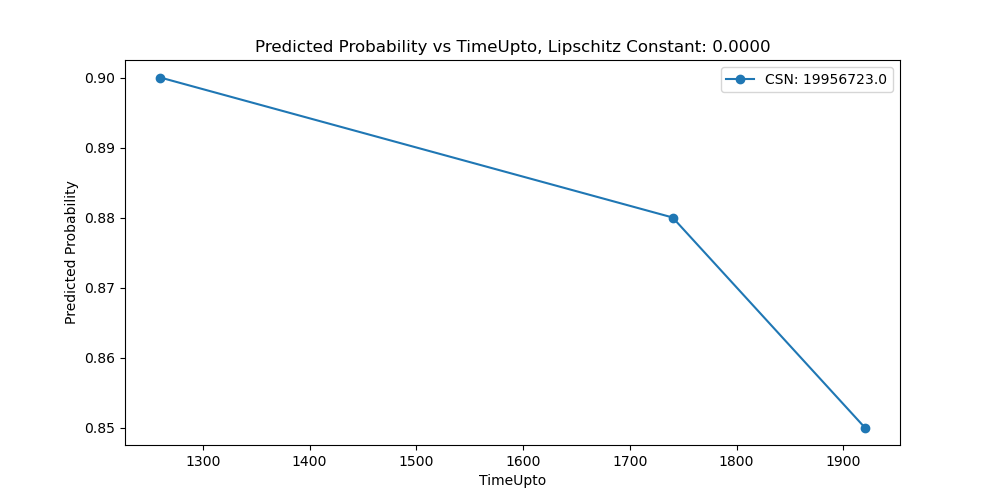 Predicted Probability vs TimeUpto, Lipschitz Constant: 0.0000
CSN: 19956723.0
Predicted Probability
0.90
0.89
0.88
0.87
0.86
0.85
1300 1400 1500 1600 1700 1800 1900
TimeUpto